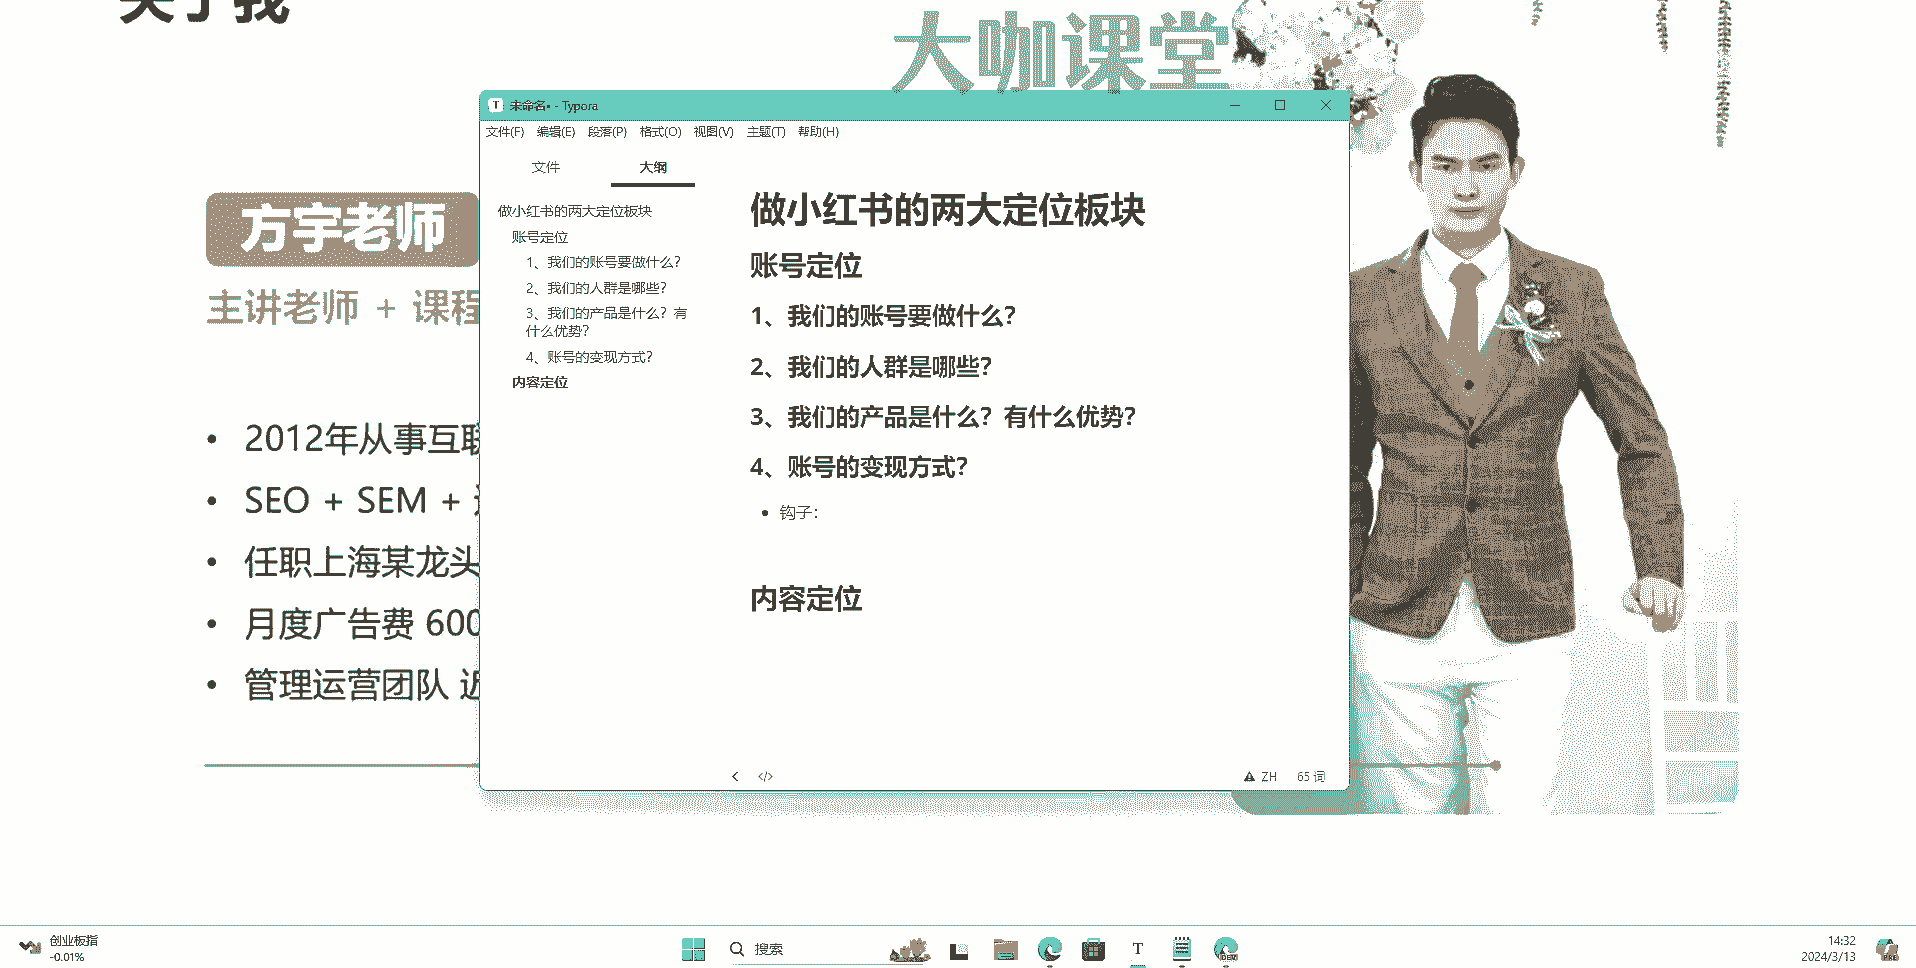 关于我
大咖课堂
方宇老师
主讲老师 + 课程
• 2012年从事互联
• SEO + SEM +
• 任职上海某龙头
• 月度广告费 600
• 管理运营团队 近
未命名• - Typora
文件(F) 编辑(E) 段落(P) 格式(O) 视图(V) 主题(T) 帮助(H)
文件 大纲
做小红书的两大定位板块
账号定位
1、我们的账号要做什么？
2、我们的人群是哪些？
3、我们的产品是什么？有
什么优势？
4、账号的变现方式？
内容定位
做小红书的两大定位板块
账号定位
1、我们的账号要做什么？
2、我们的人群是哪些？
3、我们的产品是什么？有什么优势？
4、账号的变现方式？
• 钩子：
内容定位
ZH 65 词
创业板指
-0.01%
搜索
T
DEV
14:32
2024/3/13
PRE